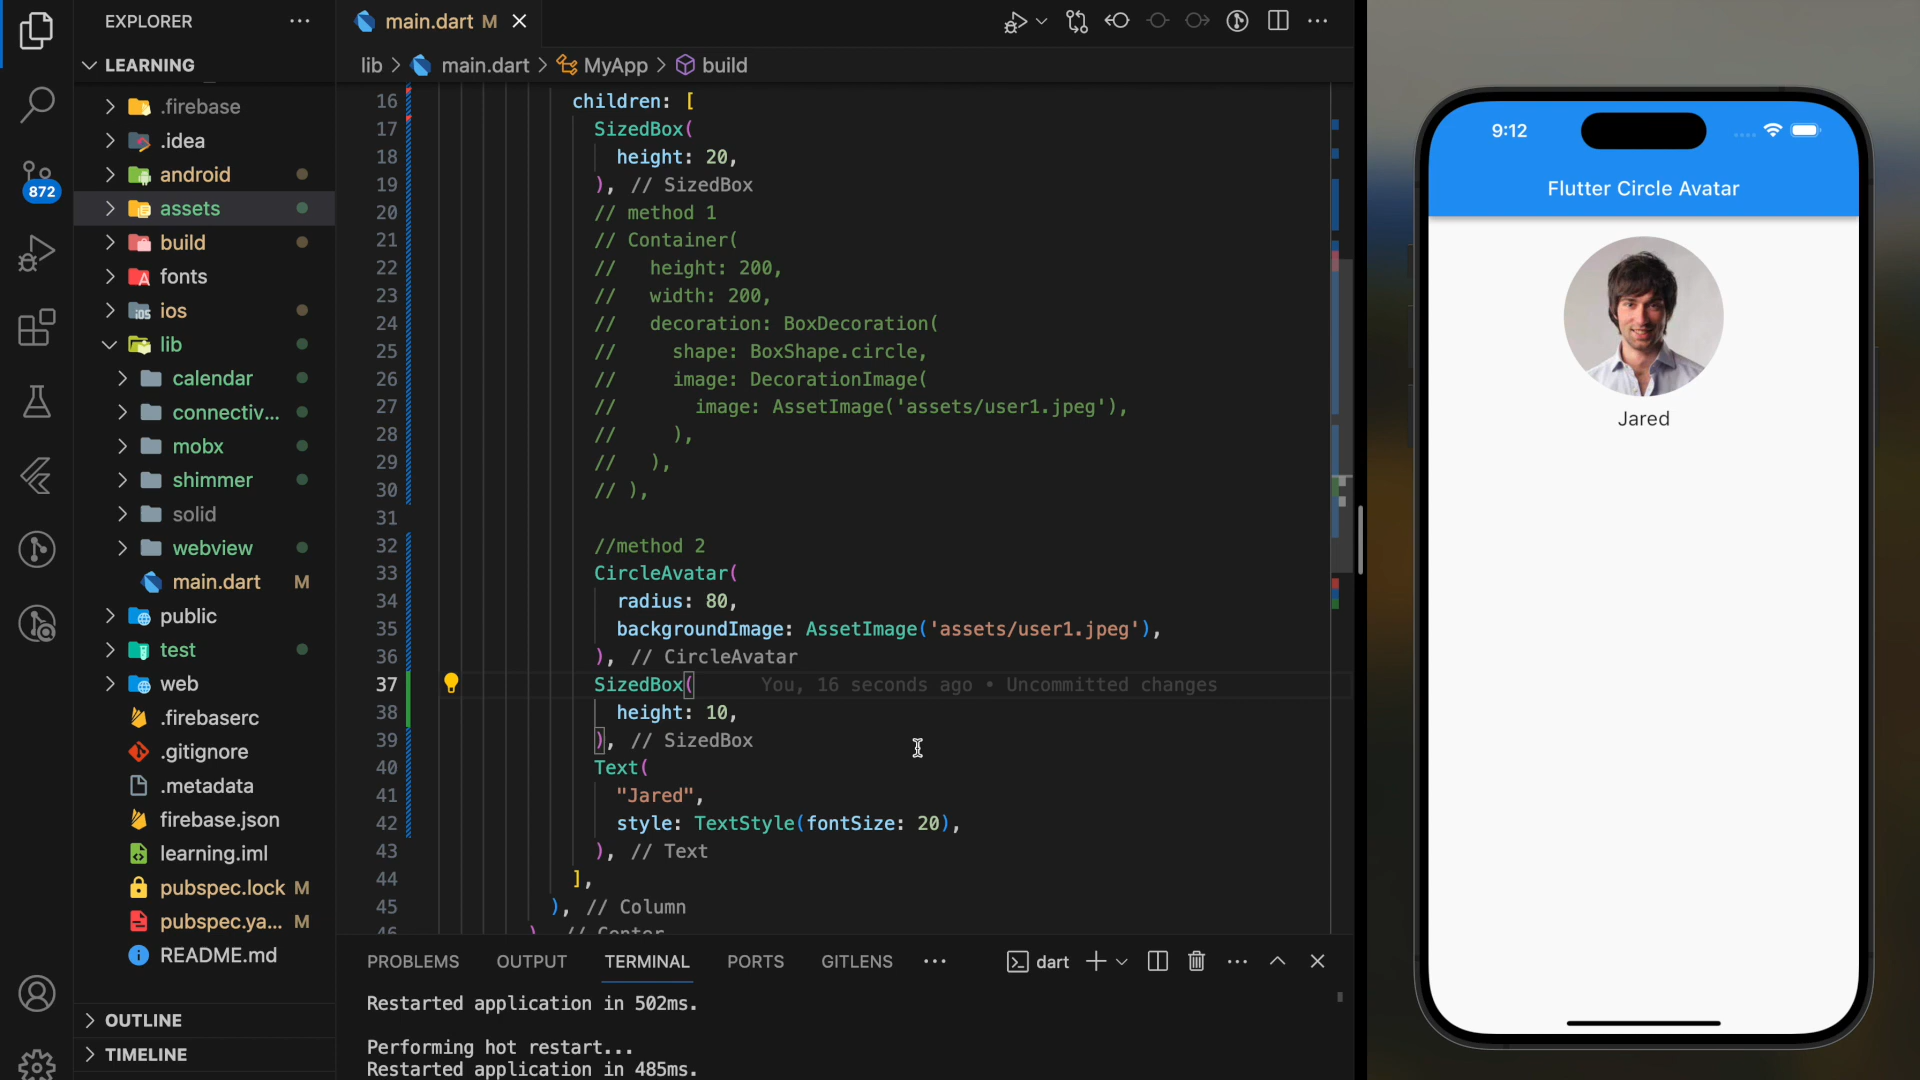 EXPLORER
LEARNING
.firebase
.idea
android
assets
build
fonts
ios
lib
calendar
connectiv...
mobx
shimmer
solid
webview
main.dart M
public
test
web
.firebaserc
.gitignore
.metadata
firebase.json
learning.iml
pubspec.lock M
pubspec.ya... M
README.md
OUTLINE
TIMELINE
872
main.dart M
lib > main.dart > MyApp > build
16 children: [
17 SizedBox(
18 height: 20,
19 ), // SizedBox
20 // method 1
21 // Container(
22 //   height: 200,
23 //   width: 200,
24 //   decoration: BoxDecoration(
25 //     shape: BoxShape.circle,
26 //     image: DecorationImage(
27 //       image: AssetImage('assets/user1.jpeg'),
28 //     ),
29 //   ),
30 // ),
31
32 //method 2
33 CircleAvatar(
34 radius: 80,
35 backgroundImage: AssetImage('assets/user1.jpeg'),
36 ), // CircleAvatar
37 SizedBox( You, 16 seconds ago • Uncommitted changes
38 height: 10,
39 ), // SizedBox
40 Text(
41 "Jared",
42 style: TextStyle(fontSize: 20),
43 ), // Text
44 ],
45 ), // Column
46 ) // Center
PROBLEMS OUTPUT TERMINAL PORTS GITLENS ... dart
Restarted application in 502ms.
Performing hot restart...
Restarted application in 485ms.
9:12
Flutter Circle Avatar
Jared